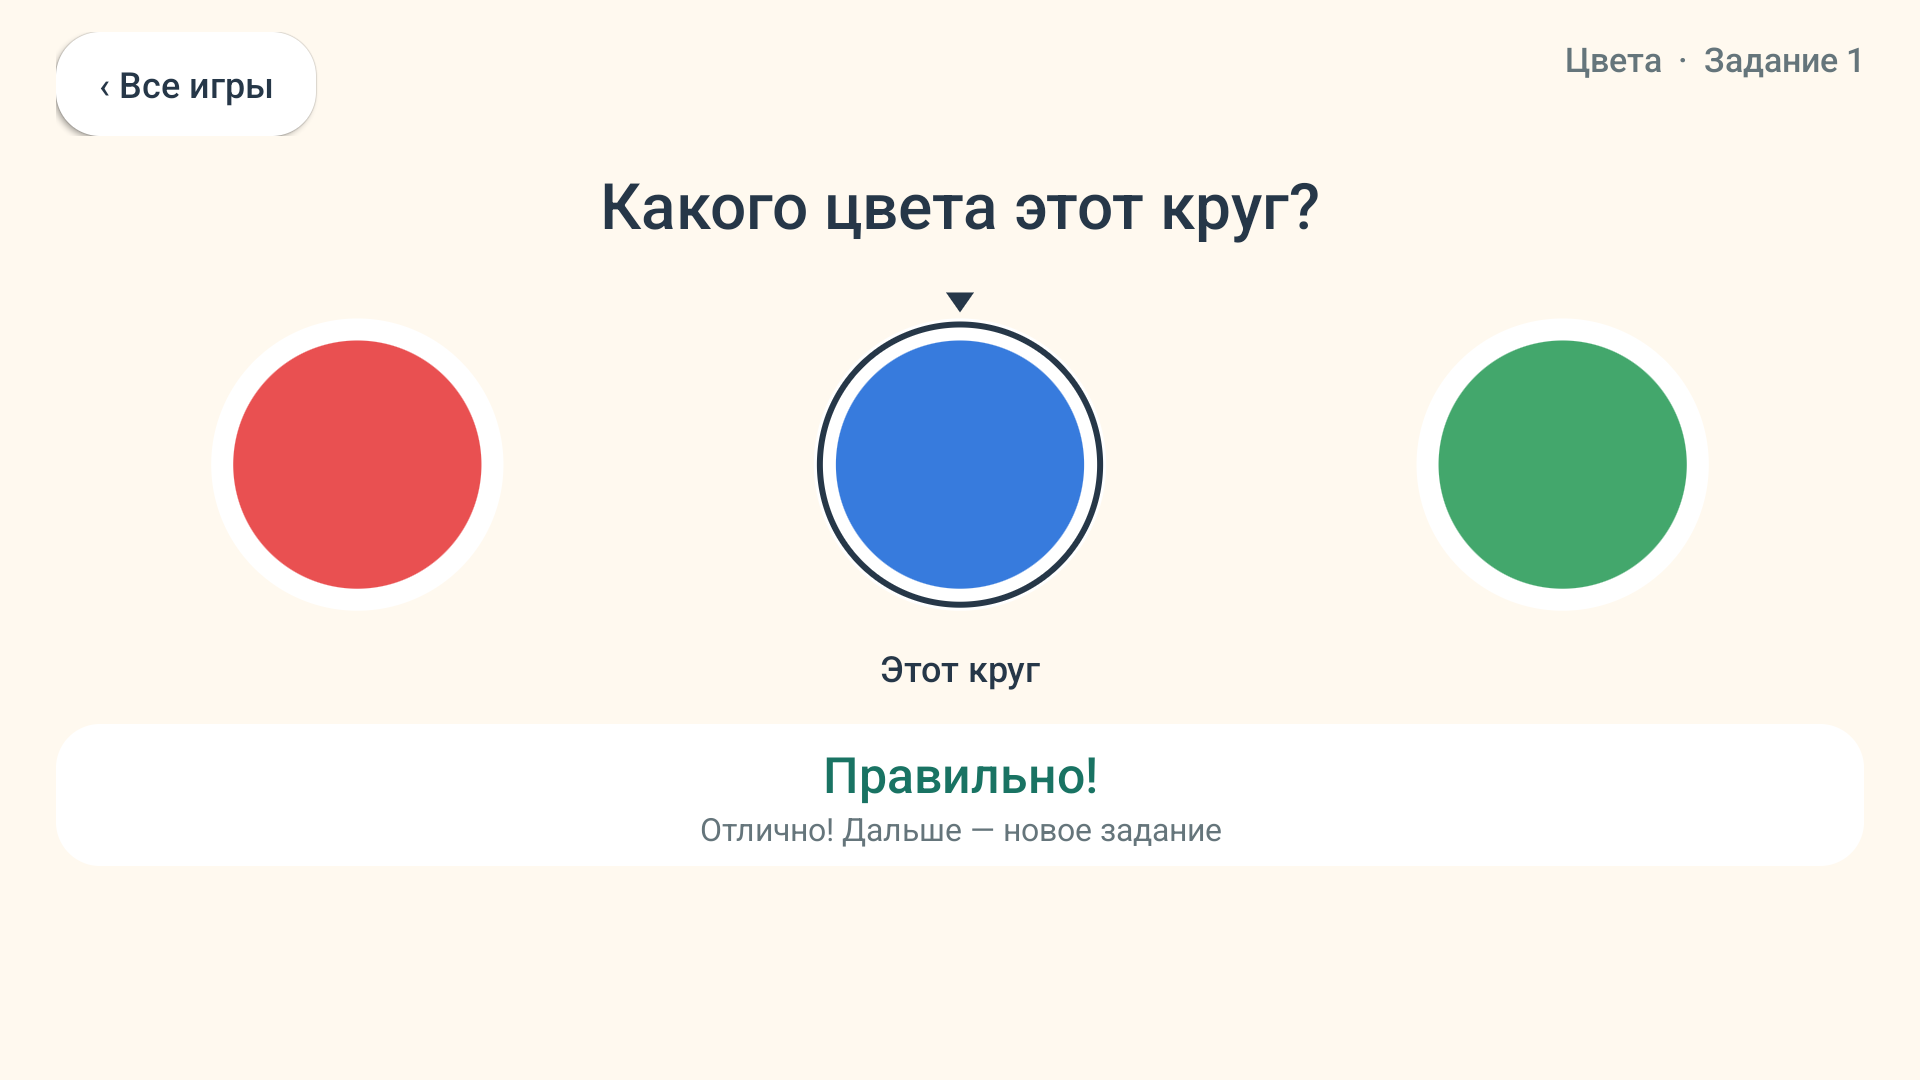 ‹ Все игры
Цвета · Задание 1
Какого цвета этот круг?
Этот круг
Правильно!
Отлично! Дальше — новое задание